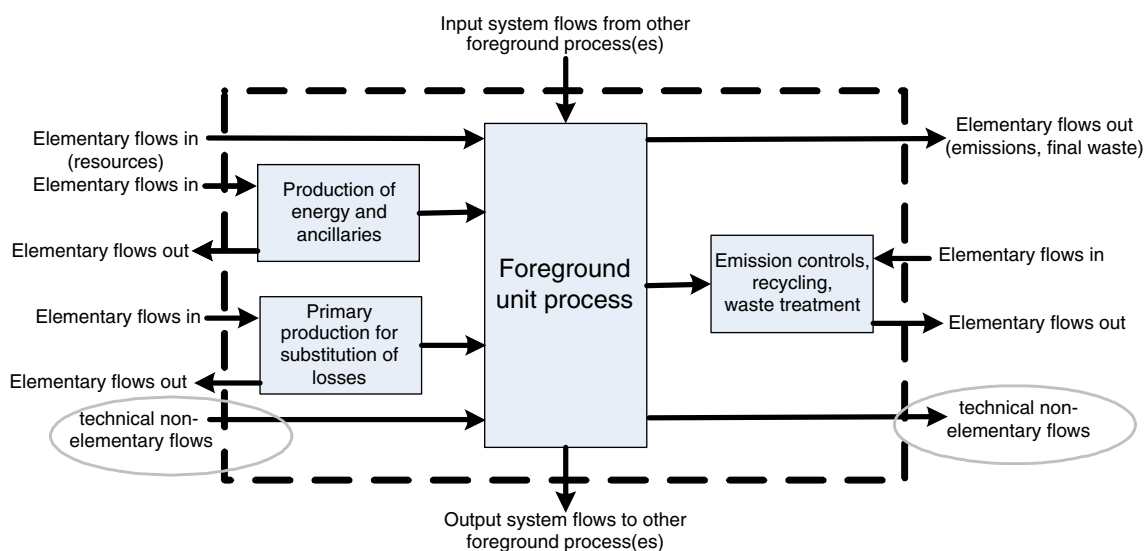 Input system flows from other
foreground process(es)
Elementary flows in
(resources)
Elementary flows in
Elementary flows out
Elementary flows in
Elementary flows out
technical non-
elementary flows
Production of
energy and
ancillaries
Primary
production for
substitution of
losses
Foreground
unit process
Emission controls,
recycling,
waste treatment
Elementary flows out
(emissions, final waste)
Elementary flows in
Elementary flows out
technical non-
elementary flows
Output system flows to other
foreground process(es)